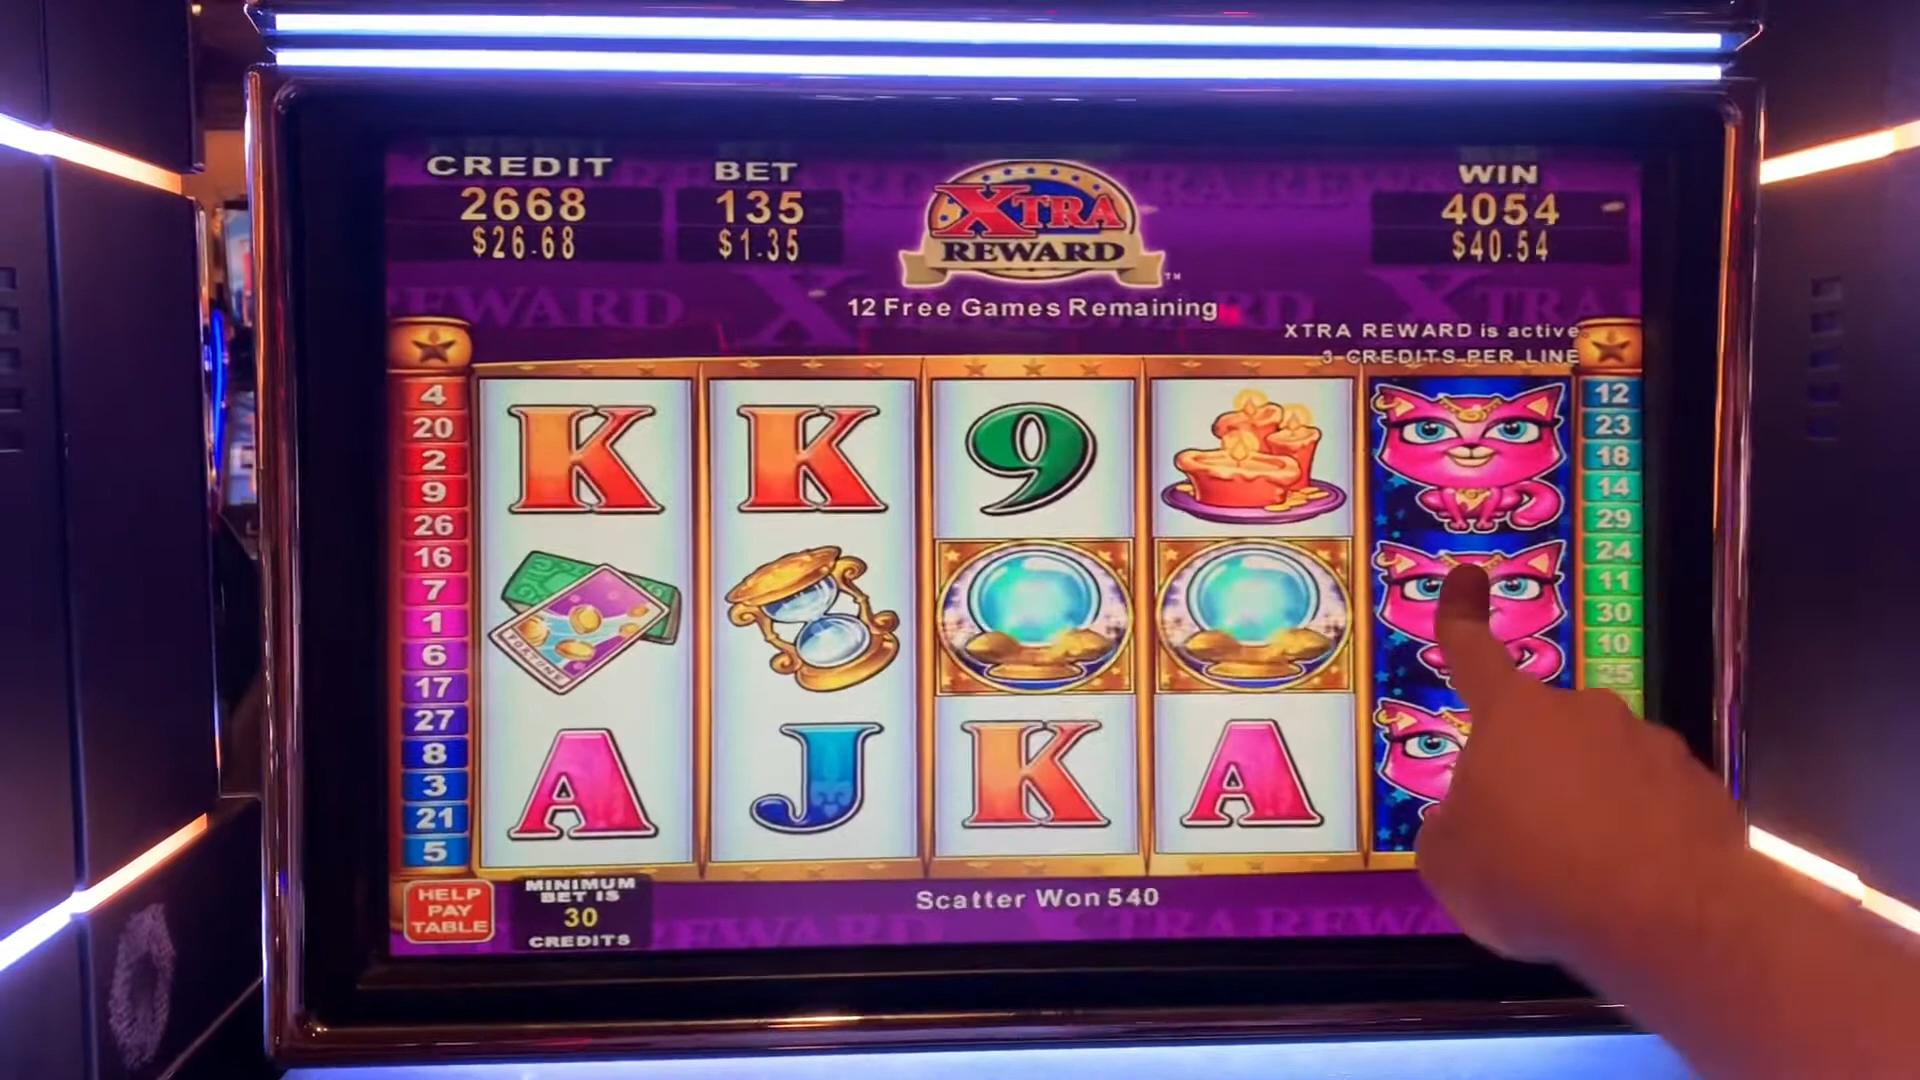 CREDIT
2668
$26.68
BET
135
$1.35
XTRA
REWARD
™
WIN
4054
$40.54
12 Free Games Remaining
XTRA REWARD is active
3 CREDITS PER LINE
4
20
2
9
26
16
7
1
6
17
27
8
3
21
5
K
K
9
FORTUNE
A
J
K
A
12
23
18
14
29
24
11
30
10
25
HELP
PAY
TABLE
MINIMUM
BET IS
30
CREDITS
Scatter Won 540